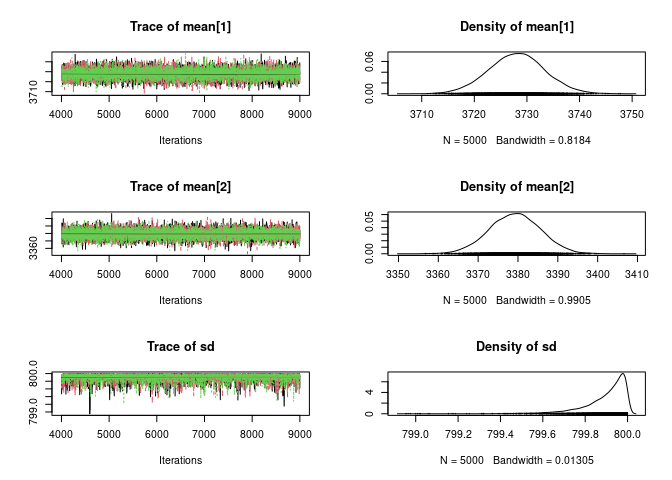 Trace of mean[1]
3710
4000 5000 6000 7000 8000 9000
Iterations
Density of mean[1]
0.00 0.06
3710 3720 3730 3740 3750
N = 5000 Bandwidth = 0.8184
Trace of mean[2]
3360
4000 5000 6000 7000 8000 9000
Iterations
Density of mean[2]
0.00 0.05
3350 3360 3370 3380 3390 3400 3410
N = 5000 Bandwidth = 0.9905
Trace of sd
799.0 800.0
4000 5000 6000 7000 8000 9000
Iterations
Density of sd
0 4
799.0 799.2 799.4 799.6 799.8 800.0
N = 5000 Bandwidth = 0.01305